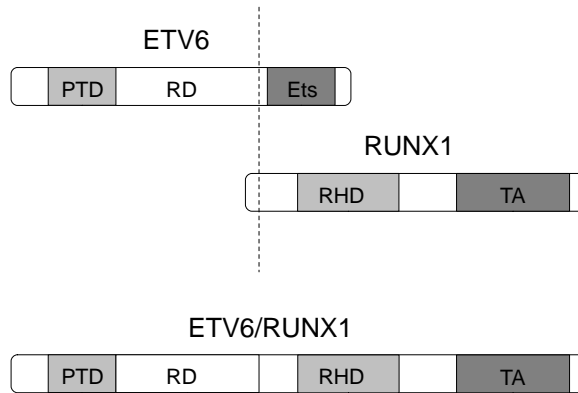 ETV6
PTD RD Ets
RUNX1
RHD TA
ETV6/RUNX1
PTD RD RHD TA